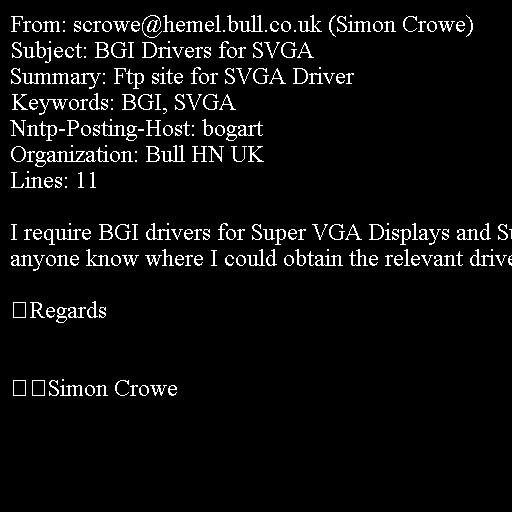 From: scrowe@hemel.bull.co.uk (Simon Crowe)
Subject: BGI Drivers for SVGA
Summary: Ftp site for SVGA Driver
Keywords: BGI, SVGA
Nntp-Posting-Host: bogart
Organization: Bull HN UK
Lines: 11
I require BGI drivers for Super VGA Displays and
anyone know where I could obtain the relevant
Regards
Simon Crowe